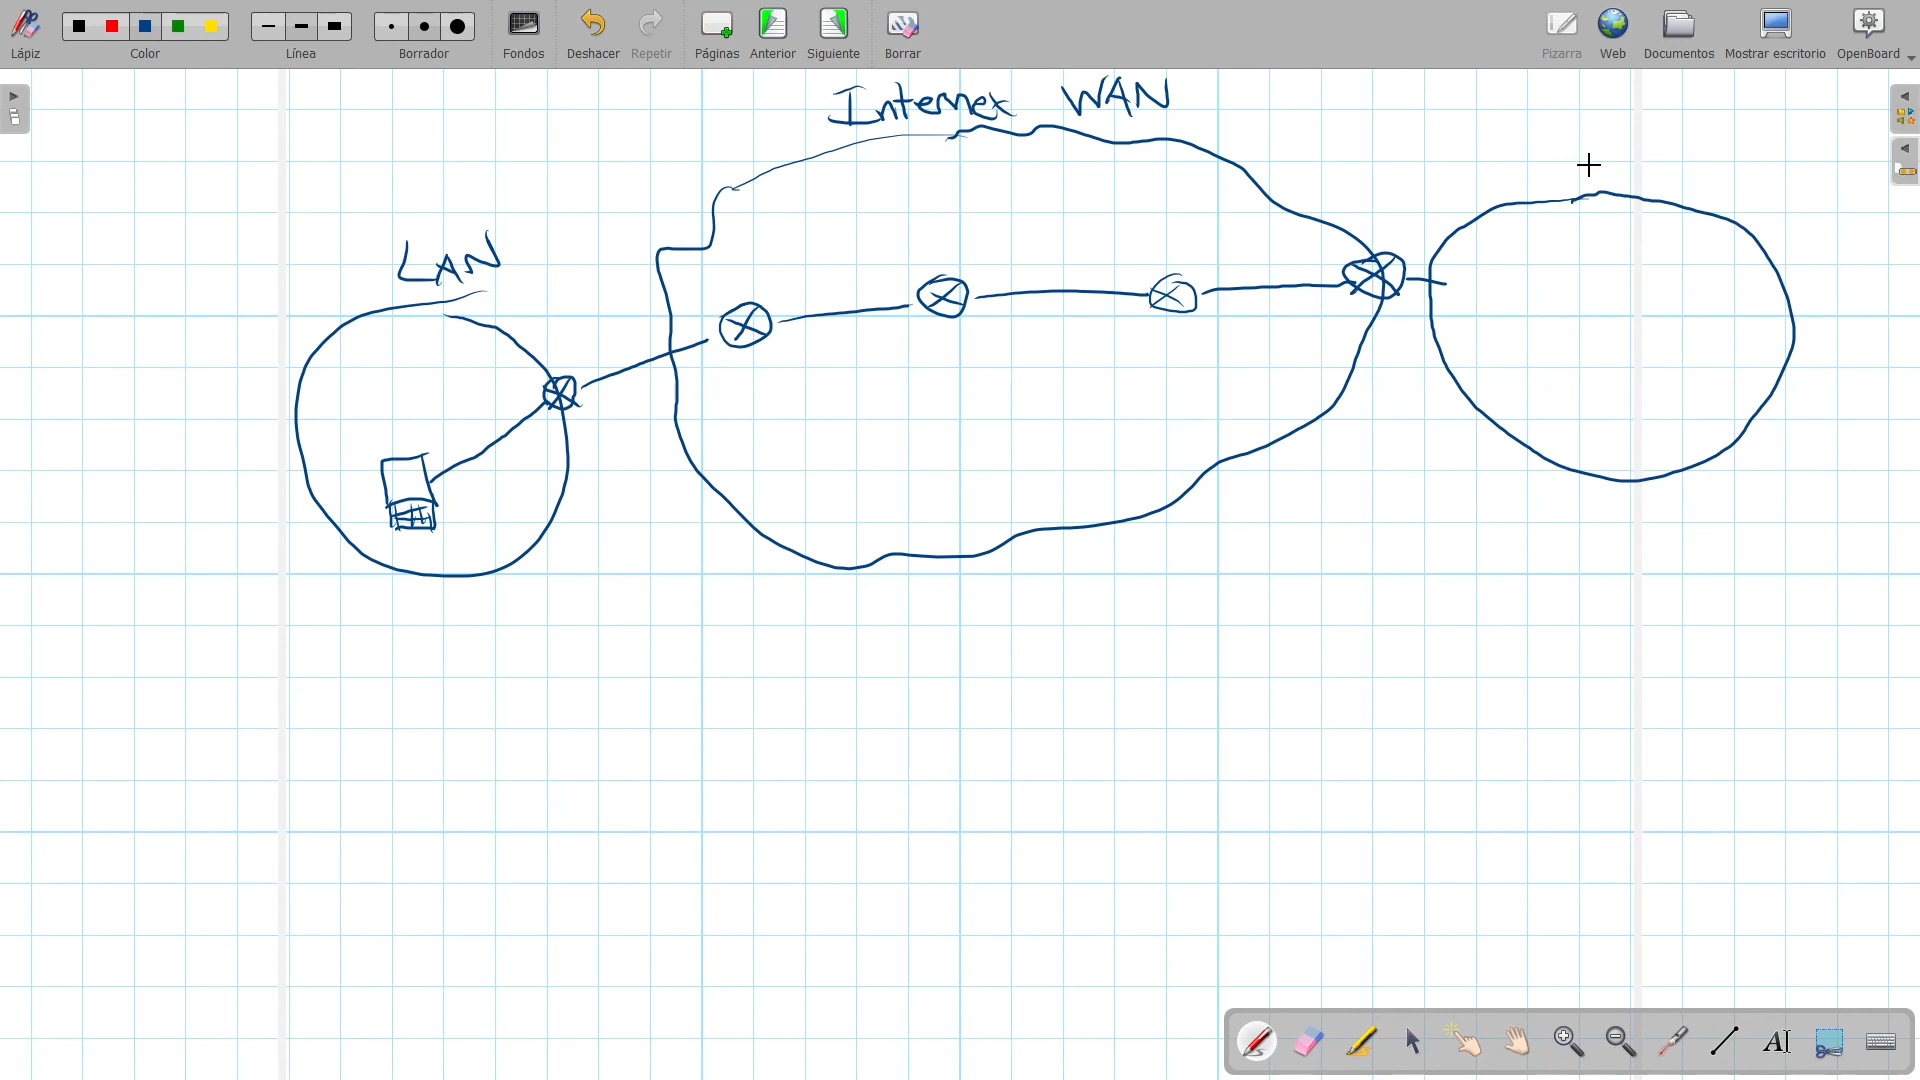 Lápiz
Color
Línea
Borrador
Fondos
Deshacer
Repetir
Páginas
Anterior
Siguiente
Borrar
Pizarra
Web
Documentos
Mostrar escritorio
OpenBoard
Internet WAN
LAN
AI